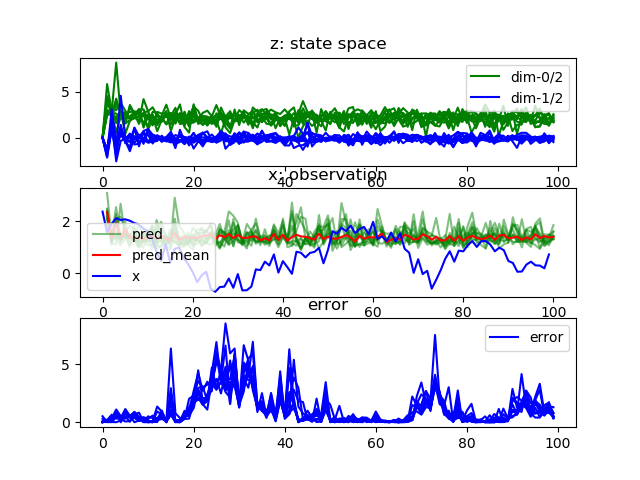 z: state space
5
0
dim-0/2
dim-1/2
0 20 40 60 80 100
x: observation
2
0
pred
pred_mean
x
0 20 40 60 80 100
error
5
0
error
0 20 40 60 80 100